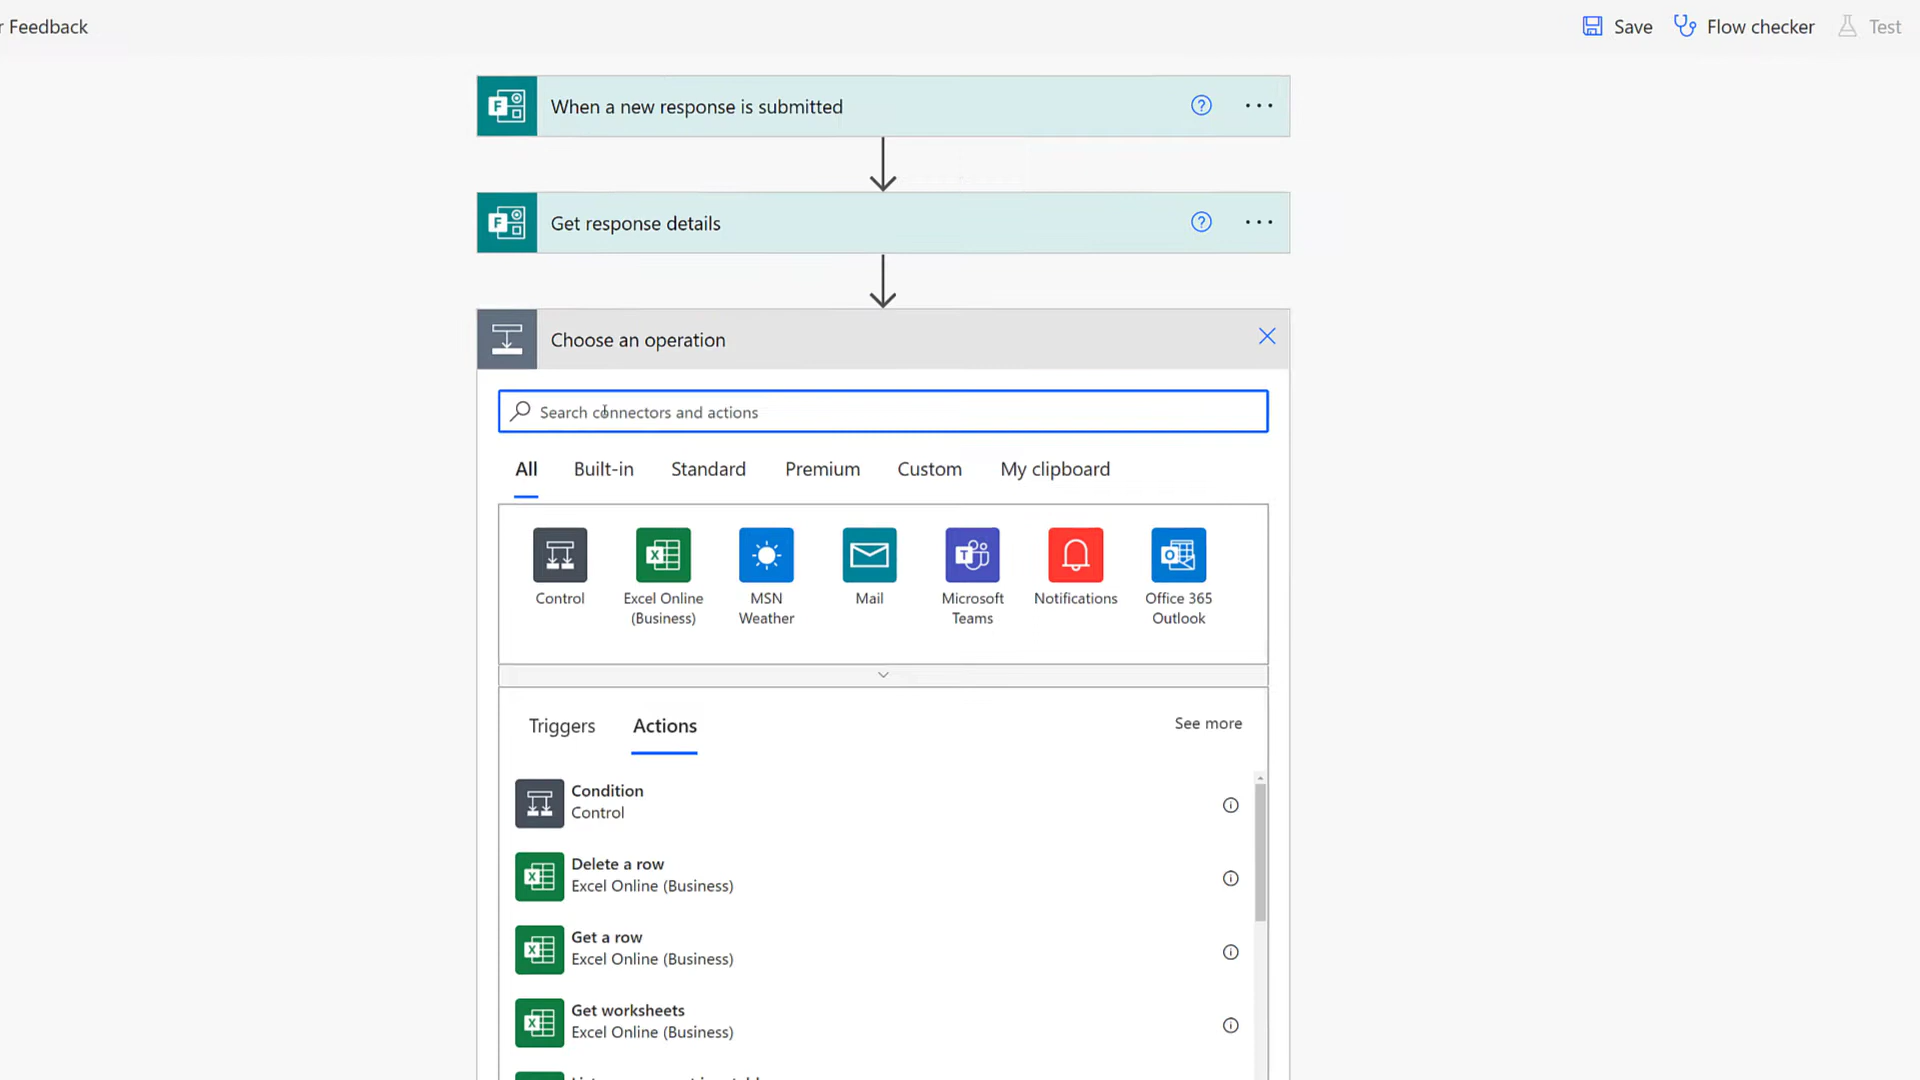 r Feedback
Save
Flow checker
Test
When a new response is submitted
Get response details
Choose an operation
Search connectors and actions
All
Built-in
Standard
Premium
Custom
My clipboard
Control
Excel Online
(Business)
MSN
Weather
Mail
Microsoft
Teams
Notifications
Office 365
Outlook
Triggers
Actions
See more
Condition
Control
Delete a row
Excel Online (Business)
Get a row
Excel Online (Business)
Get worksheets
Excel Online (Business)